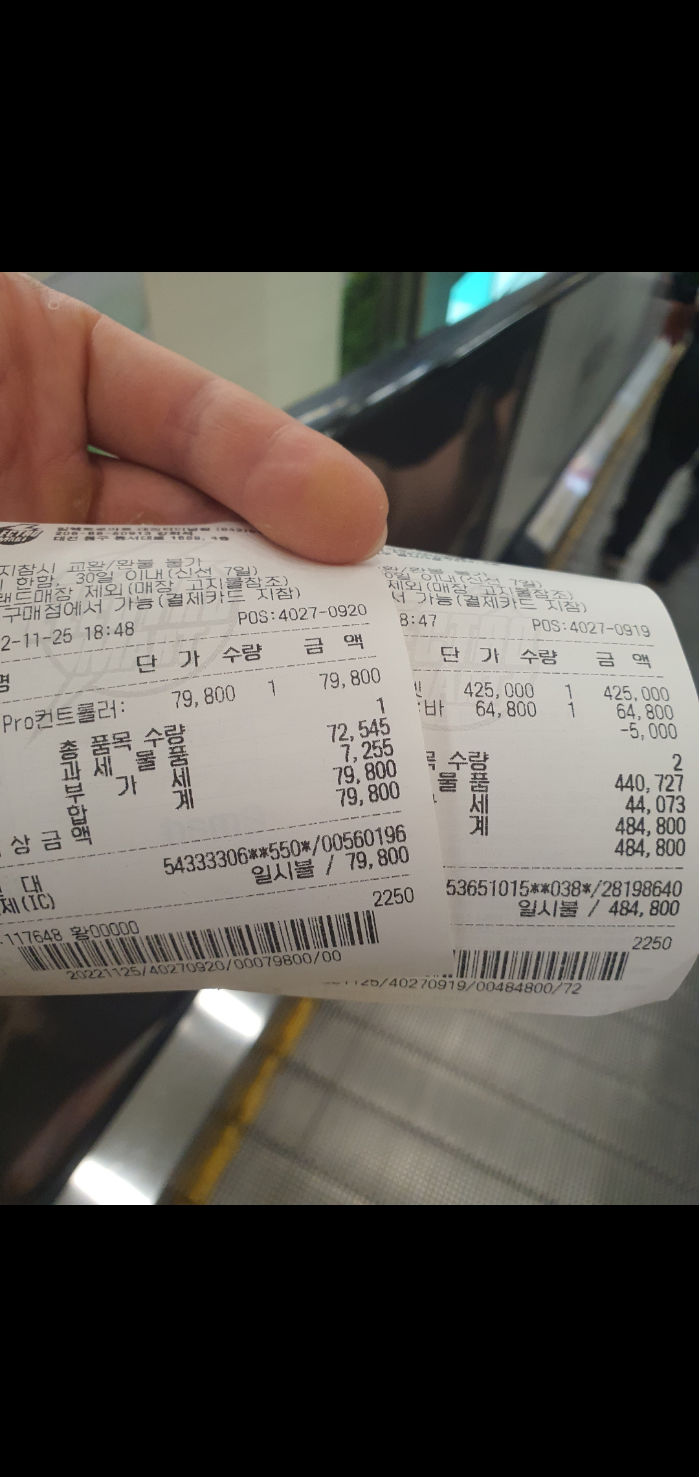 지참시 교환/환불 불가
한함, 30일 이내(신선 7일)
랜드매장 제외(매장 고지물참조)
구매점에서 가능(결제카드 지참)
2-11-25 18:48 POS:4027-0920
명 단 가 수량 금 액
Pro컨트롤러: 79,800 1 79,800
총 품목 수량 1
과 세 물 품 72,545
부 가 세 7,255
합 계 79,800
상 금 액 79,800
대 54333306**550*/00560196
체(IC) 일시불 / 79,800
117648 황00000 2250
20221125/40270920/00079800/00
환/환불 불가
30일 이내(신선 7일)
제외(매장 고지물참조)
서 가능(결제카드 지참)
8:47 POS:4027-0919
단 가 수량 금 액
425,000 1 425,000
바 64,800 1 64,800
-5,000
목 수량 2
물 품 440,727
세 44,073
계 484,800
484,800
53651015**038*/28198640
일시불 / 484,800
2250
1125/40270919/00484800/72